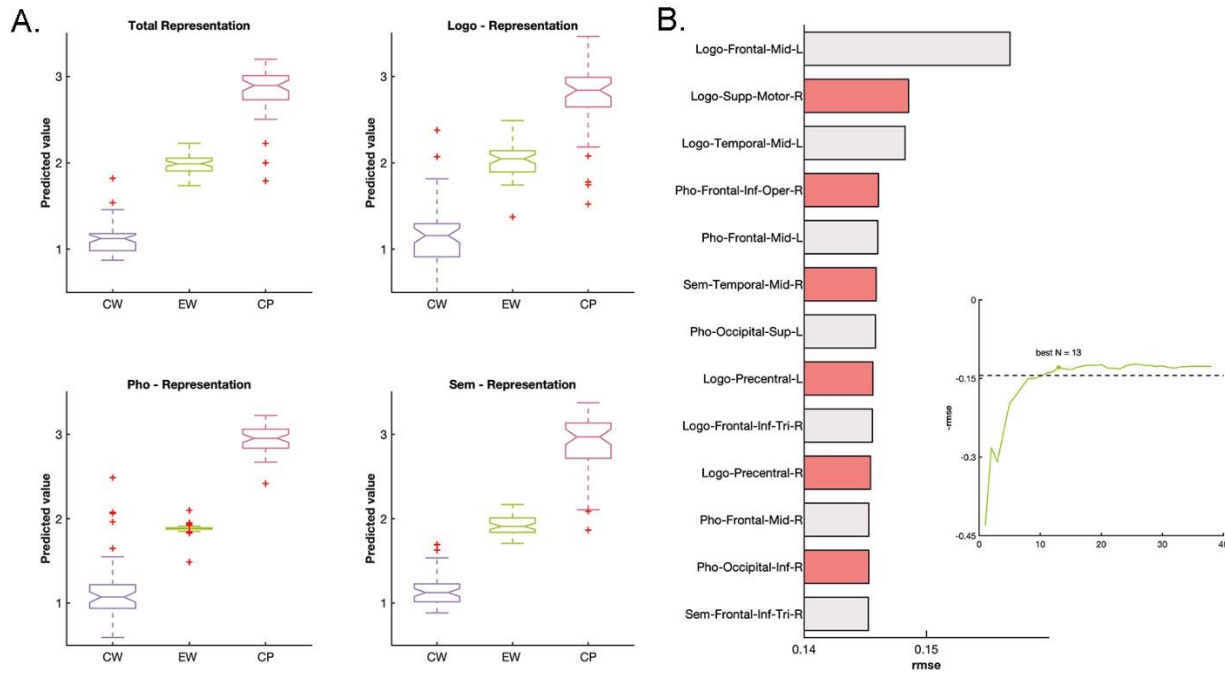 A.
Total Representation
Predicted value
3
2
1
CW EW CP
Logo - Representation
Predicted value
3
2
1
CW EW CP
Pho - Representation
Predicted value
3
2
1
CW EW CP
Sem - Representation
Predicted value
3
2
1
CW EW CP
B.
Logo-Frontal-Mid-L
Logo-Supp-Motor-R
Logo-Temporal-Mid-L
Pho-Frontal-Inf-Oper-R
Pho-Frontal-Mid-L
Sem-Temporal-Mid-R
Pho-Occipital-Sup-L
Logo-Precentral-L
Logo-Frontal-Inf-Tri-R
Logo-Precentral-R
Pho-Frontal-Mid-R
Pho-Occipital-Inf-R
Sem-Frontal-Inf-Tri-R
0.14 0.15
rmse
0
-0.15
-0.3
-0.45
-rmse
best N = 13
0 10 20 30 40